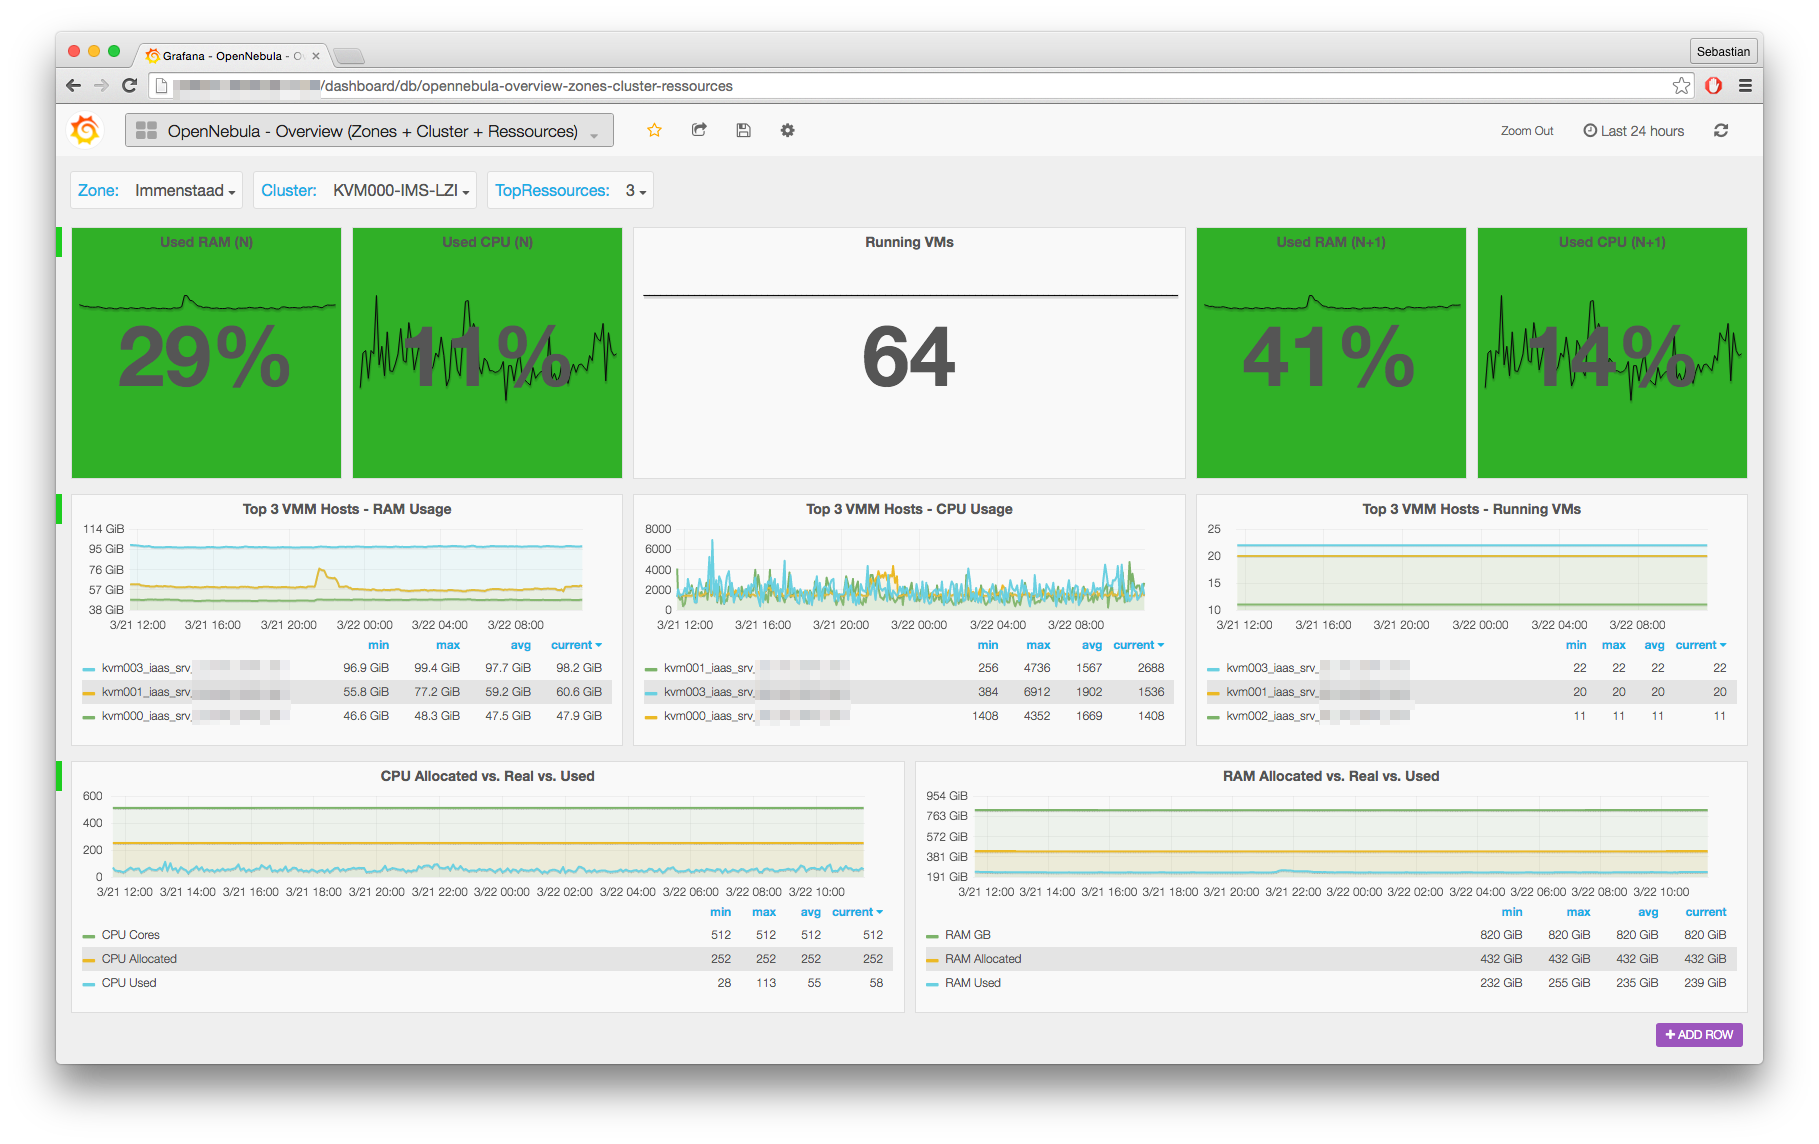 Grafana - OpenNebula - O
Sebastian
/dashboard/db/opennebula-overview-zones-cluster-ressources
OpenNebula - Overview (Zones + Cluster + Ressources)
Zoom Out
Last 24 hours
Zone: Immenstaad
Cluster: KVM000-IMS-LZI
TopRessources: 3
Used RAM (N)
29%
Used CPU (N)
11%
Running VMs
64
Used RAM (N+1)
41%
Used CPU (N+1)
14%
Top 3 VMM Hosts - RAM Usage
114 GiB
95 GiB
76 GiB
57 GiB
38 GiB
3/21 12:00 3/21 16:00 3/21 20:00 3/22 00:00 3/22 04:00 3/22 08:00
min max avg current
kvm003_iaas_srv_ 96.9 GiB 99.4 GiB 97.7 GiB 98.2 GiB
kvm001_iaas_srv_ 55.8 GiB 77.2 GiB 59.2 GiB 60.6 GiB
kvm000_iaas_srv_ 46.6 GiB 48.3 GiB 47.5 GiB 47.9 GiB
Top 3 VMM Hosts - CPU Usage
8000
6000
4000
2000
0
3/21 12:00 3/21 16:00 3/21 20:00 3/22 00:00 3/22 04:00 3/22 08:00
min max avg current
kvm001_iaas_srv_ 256 4736 1567 2688
kvm003_iaas_srv_ 384 6912 1902 1536
kvm000_iaas_srv_ 1408 4352 1669 1408
Top 3 VMM Hosts - Running VMs
25
20
15
10
3/21 12:00 3/21 16:00 3/21 20:00 3/22 00:00 3/22 04:00 3/22 08:00
min max avg current
kvm003_iaas_srv_ 22 22 22 22
kvm001_iaas_srv_ 20 20 20 20
kvm002_iaas_srv_ 11 11 11 11
CPU Allocated vs. Real vs. Used
600
400
200
0
3/21 12:00 3/21 14:00 3/21 16:00 3/21 18:00 3/21 20:00 3/21 22:00 3/22 00:00 3/22 02:00 3/22 04:00 3/22 06:00 3/22 08:00 3/22 10:00
min max avg current
CPU Cores 512 512 512 512
CPU Allocated 252 252 252 252
CPU Used 28 113 55 58
RAM Allocated vs. Real vs. Used
954 GiB
763 GiB
572 GiB
381 GiB
191 GiB
3/21 12:00 3/21 14:00 3/21 16:00 3/21 18:00 3/21 20:00 3/21 22:00 3/22 00:00 3/22 02:00 3/22 04:00 3/22 06:00 3/22 08:00 3/22 10:00
min max avg current
RAM GB 820 GiB 820 GiB 820 GiB 820 GiB
RAM Allocated 432 GiB 432 GiB 432 GiB 432 GiB
RAM Used 232 GiB 255 GiB 235 GiB 239 GiB
+ ADD ROW